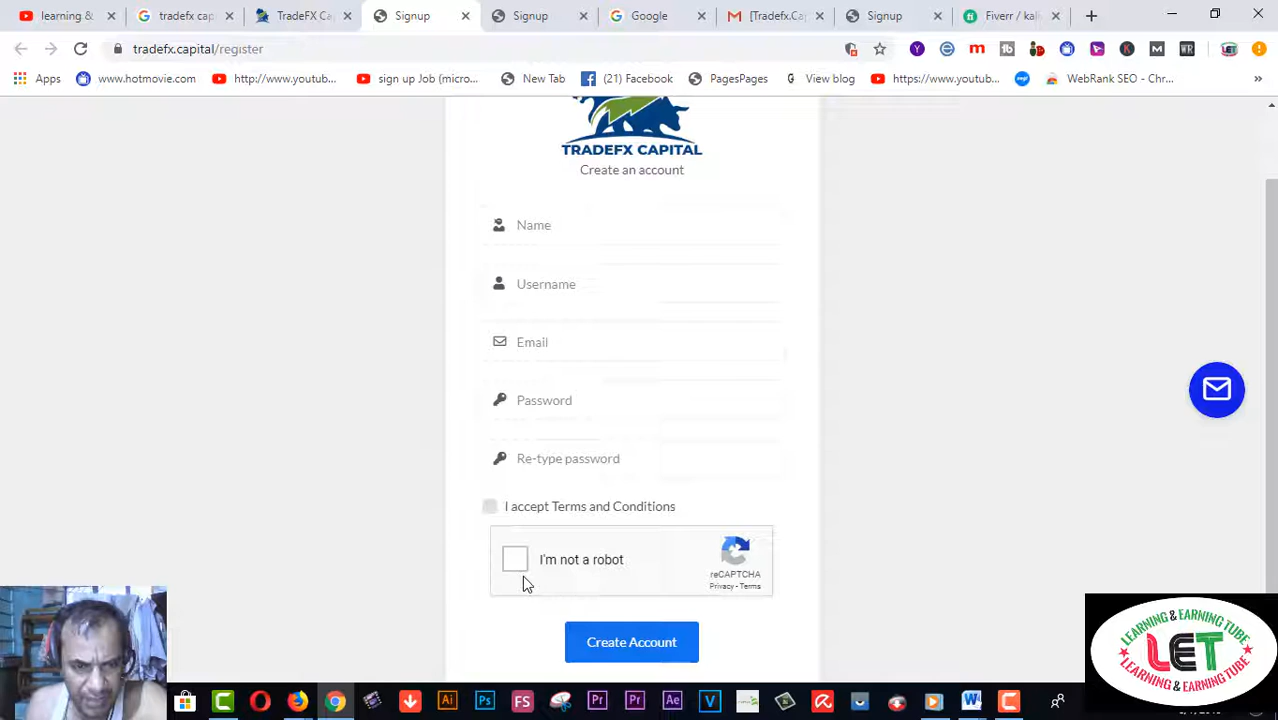 learning &
tradefx cap
TradeFX C
Signup
Signup
Google
[Tradefx.Ca
Signup
Fiverr / kal
tradefx.capital/register
Apps
www.hotmovie.com
http://www.youtub...
sign up Job (micro...
New Tab
(21) Facebook
PagesPages
View blog
https://www.youtub...
WebRank SEO - Chr...
»
TRADEFX CAPITAL
Create an account
Name
Username
Email
Password
Re-type password
I accept Terms and Conditions
I'm not a robot
reCAPTCHA
Privacy - Terms
Create Account
LEARNING & EARNING TUBE
LET
LEARNING & EARNING TUBE